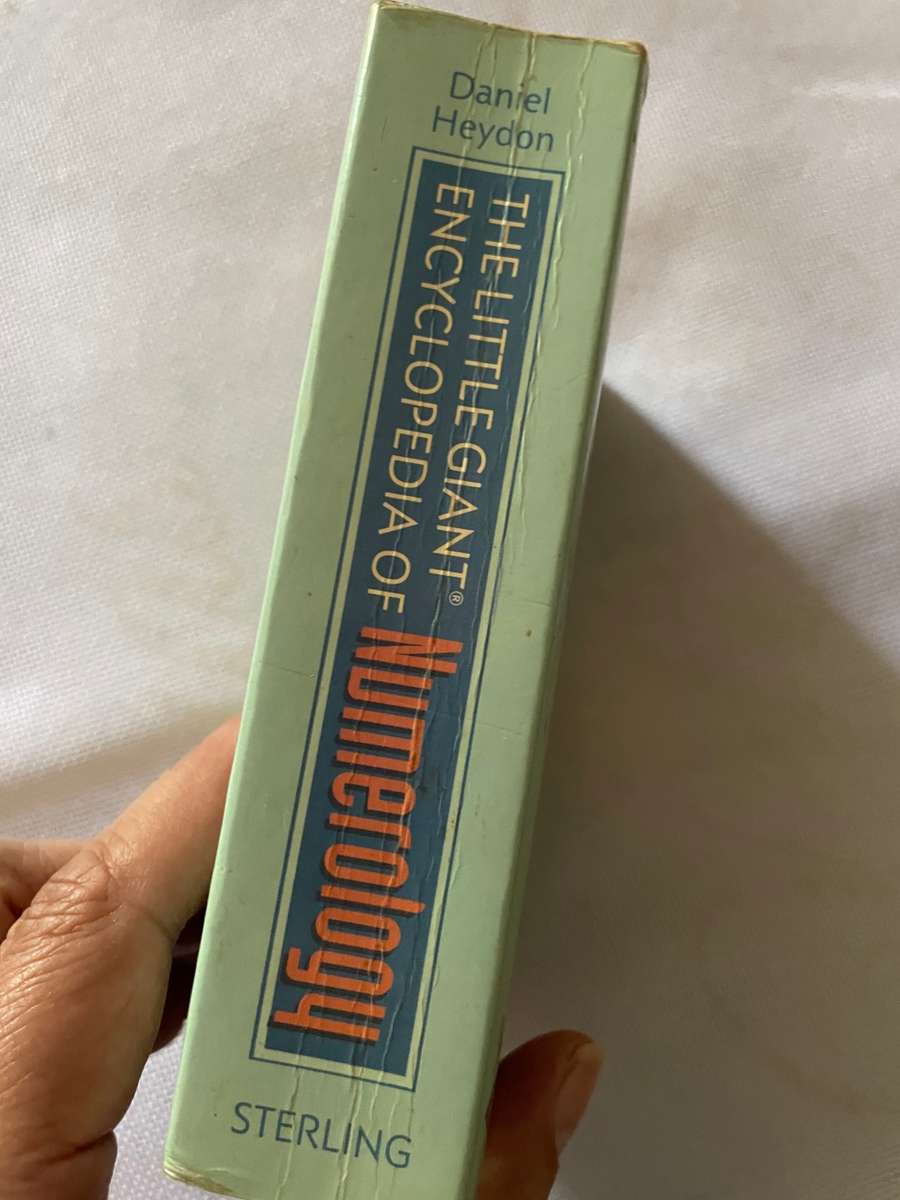 Daniel
Heydon
THE LITTLE GIANT®
ENCYCLOPEDIA OF
Numerology
STERLING